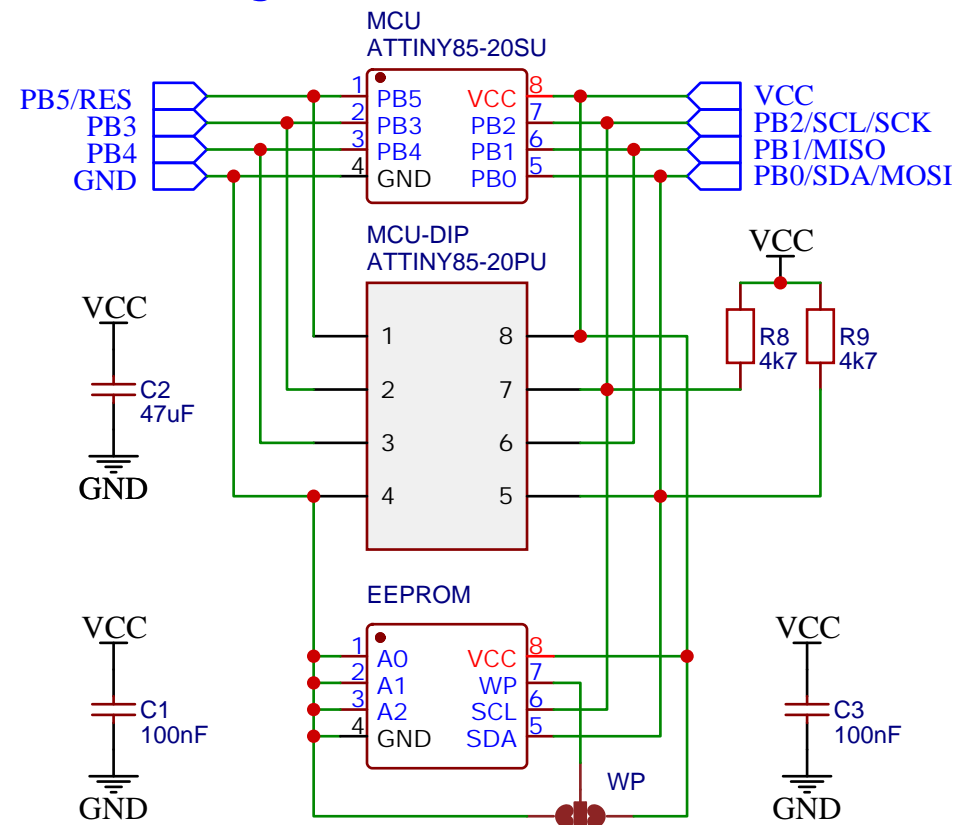 MCU
ATTINY85-20SU
PB5/RES
PB3
PB4
GND
1 PB5 VCC 8
2 PB3 PB2 7
3 PB4 PB1 6
4 GND PB0 5
VCC
PB2/SCL/SCK
PB1/MISO
PB0/SDA/MOSI
MCU-DIP
ATTINY85-20PU
1 8
2 7
3 6
4 5
VCC
R8
4k7
R9
4k7
VCC
C2
47uF
GND
EEPROM
1 A0 VCC 8
2 A1 WP 7
3 A2 SCL 6
4 GND SDA 5
WP
VCC
C1
100nF
GND
VCC
C3
100nF
GND